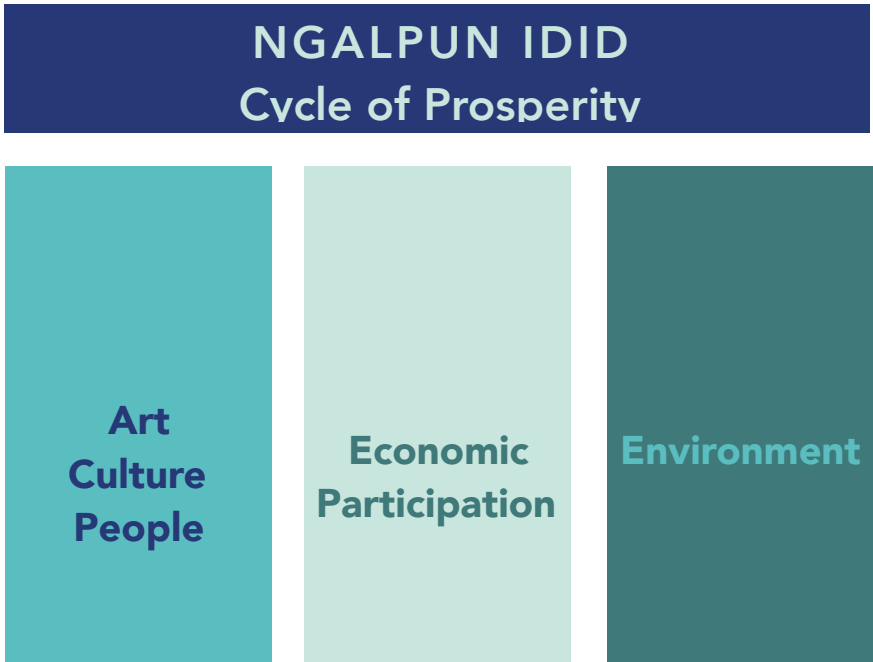 NGALPUN IDID
Cycle of Prosperity
Art
Culture
People
Economic
Participation
Environment